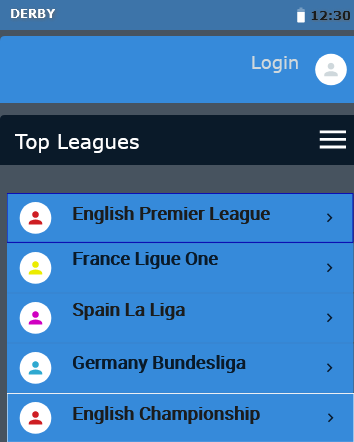 DERBY
12:30
Login
Top Leagues
English Premier League
France Ligue One
Spain La Liga
Germany Bundesliga
English Championship